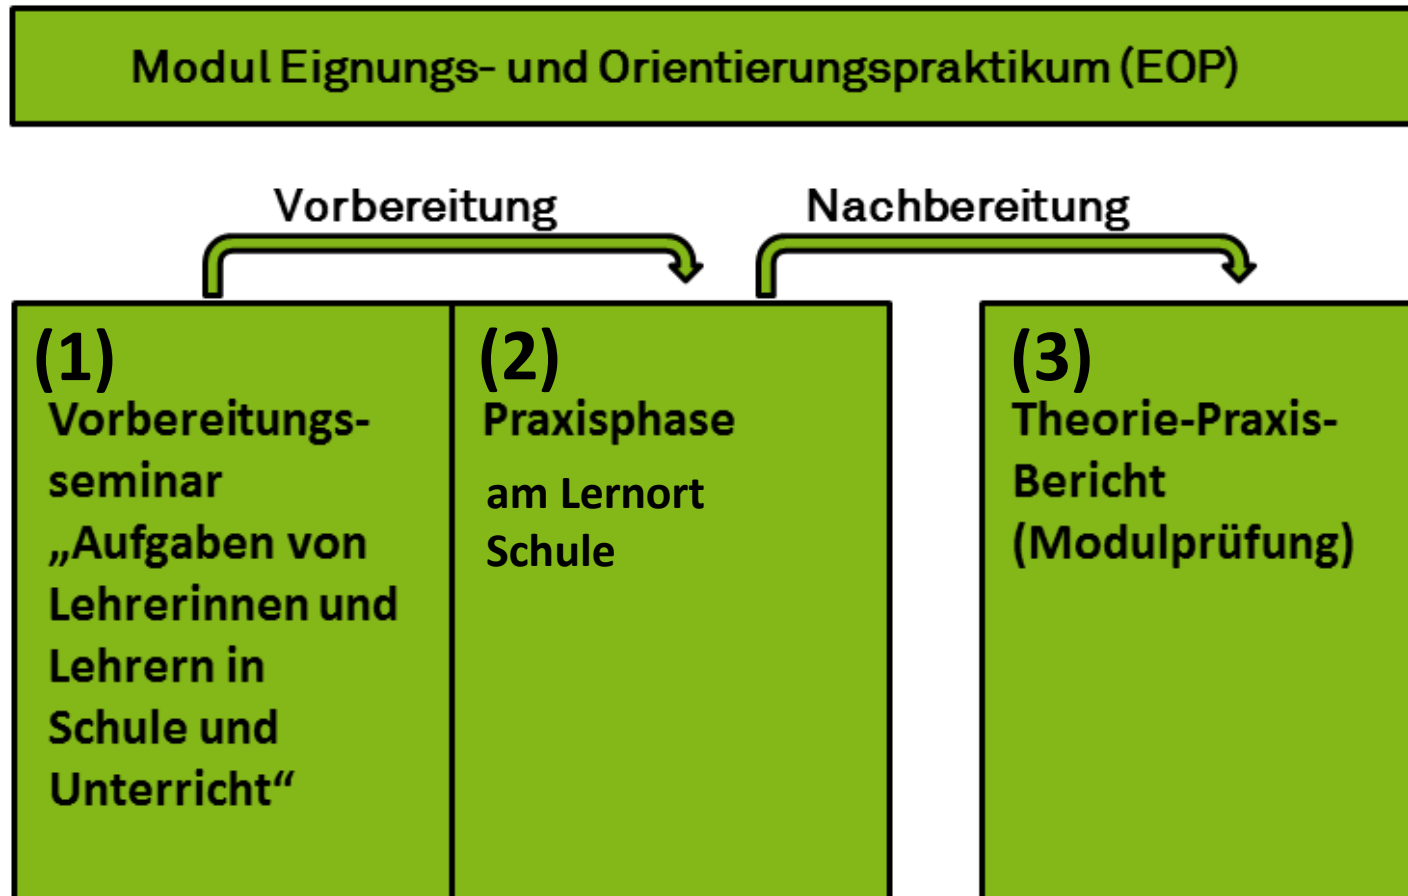 Modul Eignungs- und Orientierungspraktikum (EOP)
Vorbereitung
Nachbereitung
(1)
Vorbereitungs-
seminar
„Aufgaben von
Lehrerinnen und
Lehrern in
Schule und
Unterricht“
(2)
Praxisphase
am Lernort
Schule
(3)
Theorie-Praxis-
Bericht
(Modulprüfung)